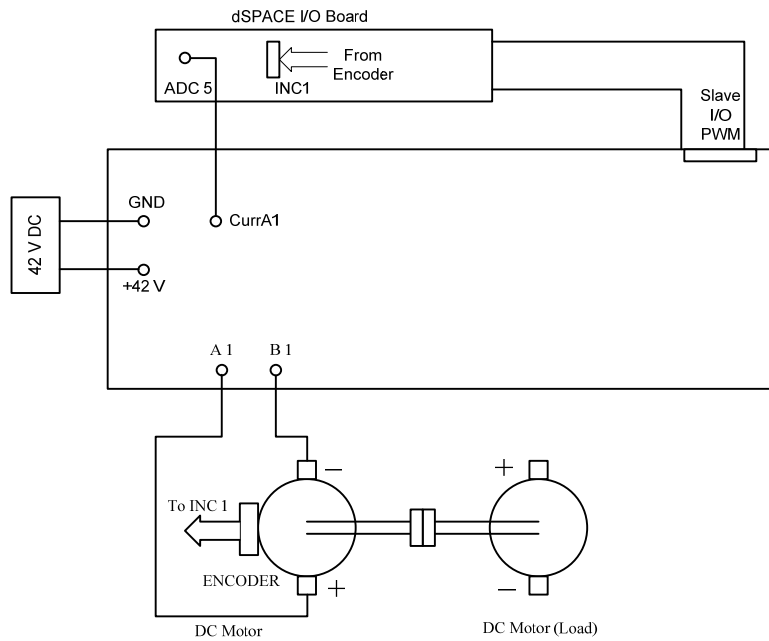 dSPACE I/O Board
From
Encoder
ADC 5
INC1
Slave
I/O
PWM
GND
CurrA1
42 V DC
+42 V
A 1
B 1
−
+
To INC 1
ENCODER
+
−
DC Motor
DC Motor (Load)